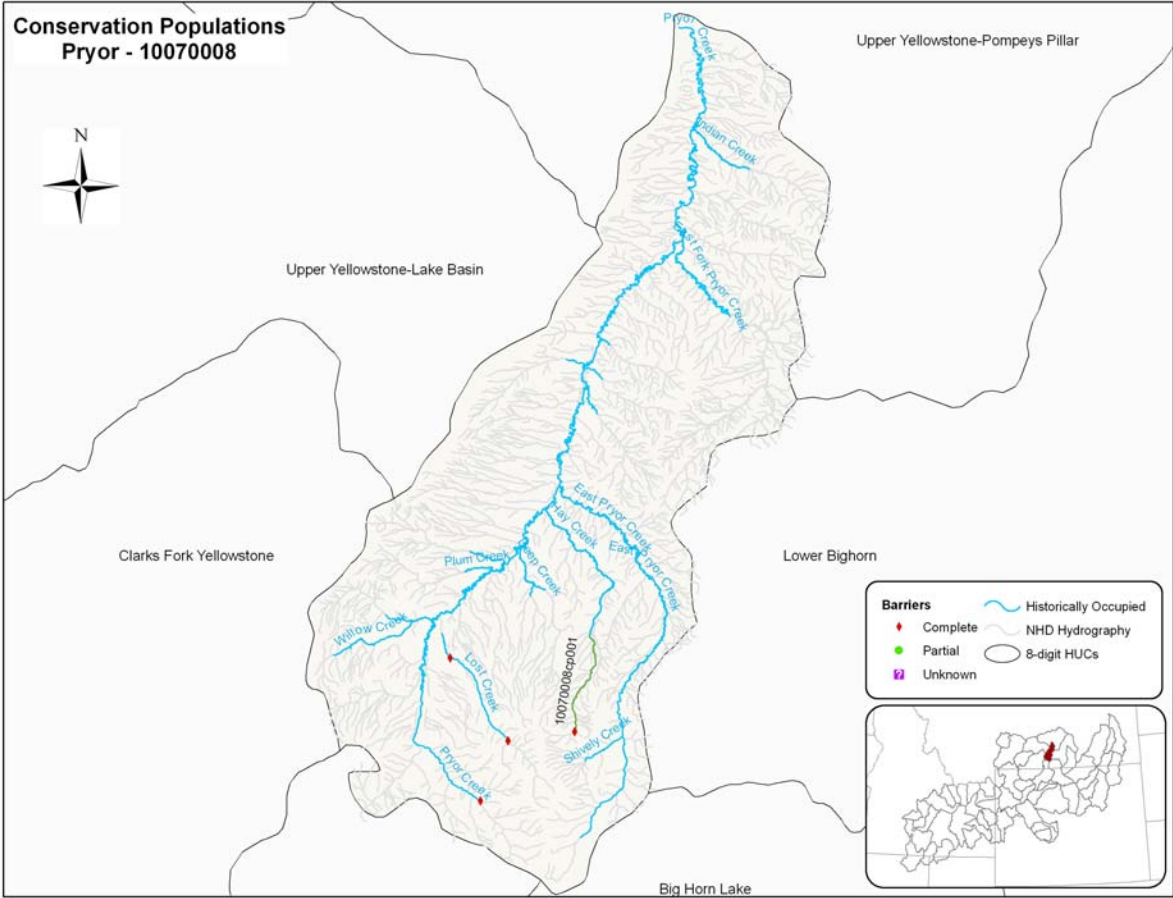 Conservation Populations
Pryor - 10070008
N
Pryor Creek
Upper Yellowstone-Pompeys Pillar
Indian Creek
East Fork Pryor Creek
Upper Yellowstone-Lake Basin
East Pryor Creek
Hay Creek
East Pryor Creek
Clarks Fork Yellowstone
Plum Creek
Lower Bighorn
Willow Creek
Lost Creek
10070008cp001
Shively Creek
Pryor Creek
Big Horn Lake
Barriers
Complete
Partial
? Unknown
Historically Occupied
NHD Hydrography
8-digit HUCs